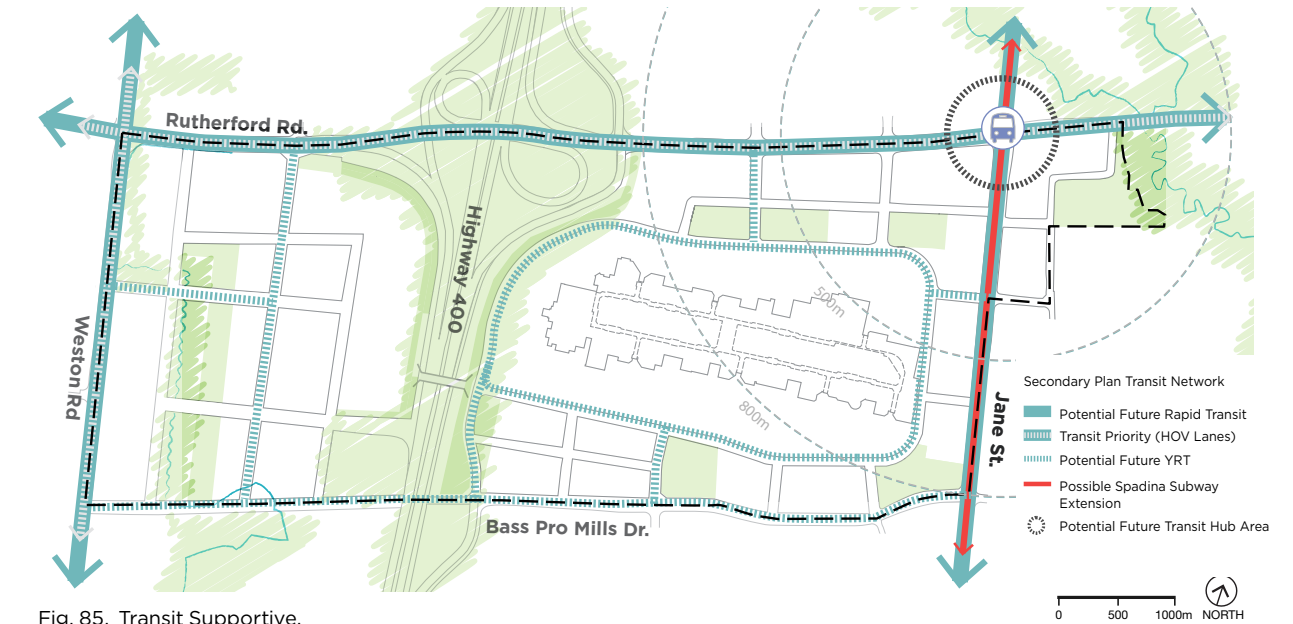 Rutherford Rd.
Highway 400
500m
Weston Rd
800m
Jane St.
Bass Pro Mills Dr.
Secondary Plan Transit Network
Potential Future Rapid Transit
Transit Priority (HOV Lanes)
Potential Future YRT
Possible Spadina Subway
Extension
Potential Future Transit Hub Area
0 500 1000m NORTH
Fig. 85. Transit Supportive.